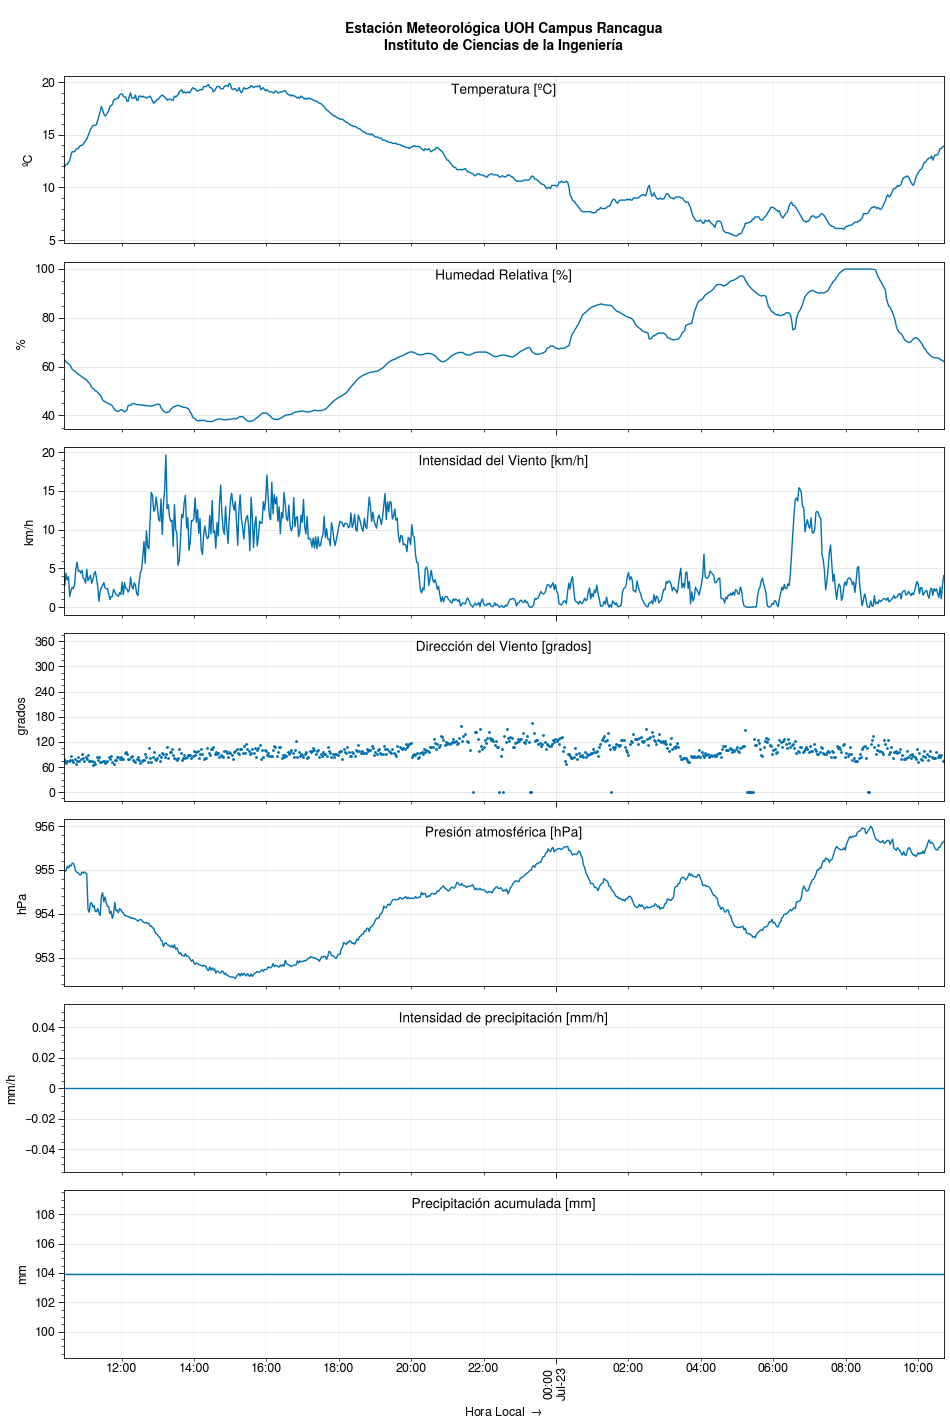 Estación Meteorológica UOH Campus Rancagua
Instituto de Ciencias de la Ingeniería
Temperatura [ºC]
ºC
20
15
10
5
Humedad Relativa [%]
%
100
80
60
40
Intensidad del Viento [km/h]
km/h
20
15
10
5
0
Dirección del Viento [grados]
grados
360
300
240
180
120
60
0
Presión atmosférica [hPa]
hPa
956
955
954
953
Intensidad de precipitación [mm/h]
mm/h
0.04
0.02
0
−0.02
−0.04
Precipitación acumulada [mm]
mm
108
106
104
102
100
12:00 14:00 16:00 18:00 20:00 22:00 00:00 02:00 04:00 06:00 08:00 10:00
Jul-23
Hora Local →